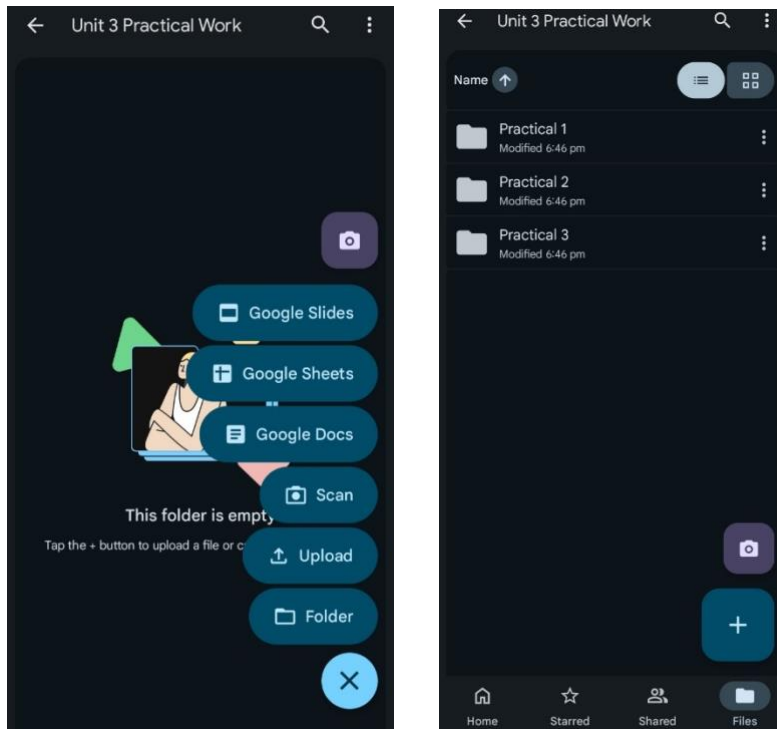 Unit 3 Practical Work
Google Slides
Google Sheets
Google Docs
Scan
This folder is empty
Tap the + button to upload a file or c
Upload
Folder
Unit 3 Practical Work
Name
Practical 1
Modified 6:46 pm
Practical 2
Modified 6:46 pm
Practical 3
Modified 6:46 pm
Home Starred Shared Files